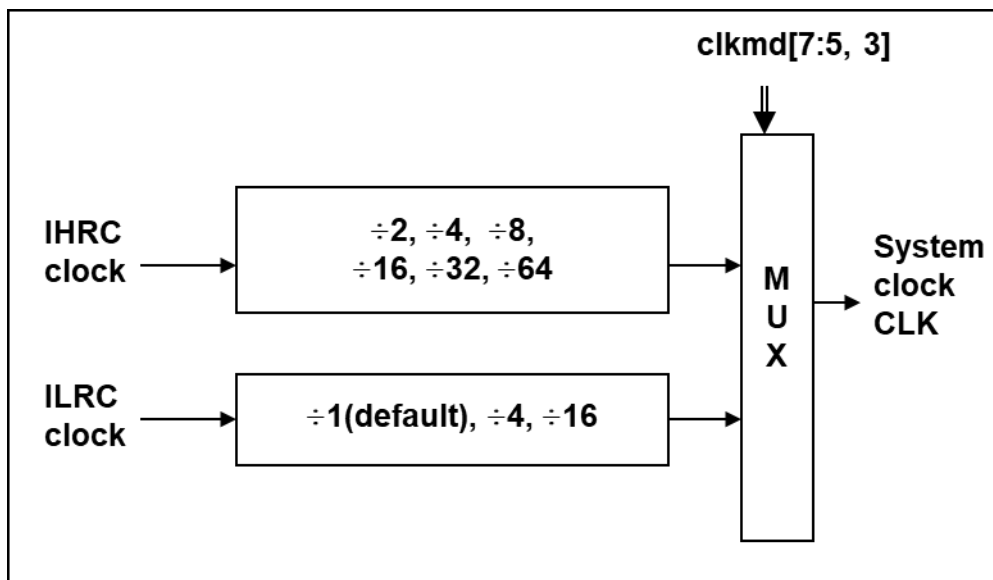 clkmd[7:5, 3]
IHRC
clock
÷2, ÷4, ÷8,
÷16, ÷32, ÷64
M
U
X
System
clock
CLK
ILRC
clock
÷1(default), ÷4, ÷16